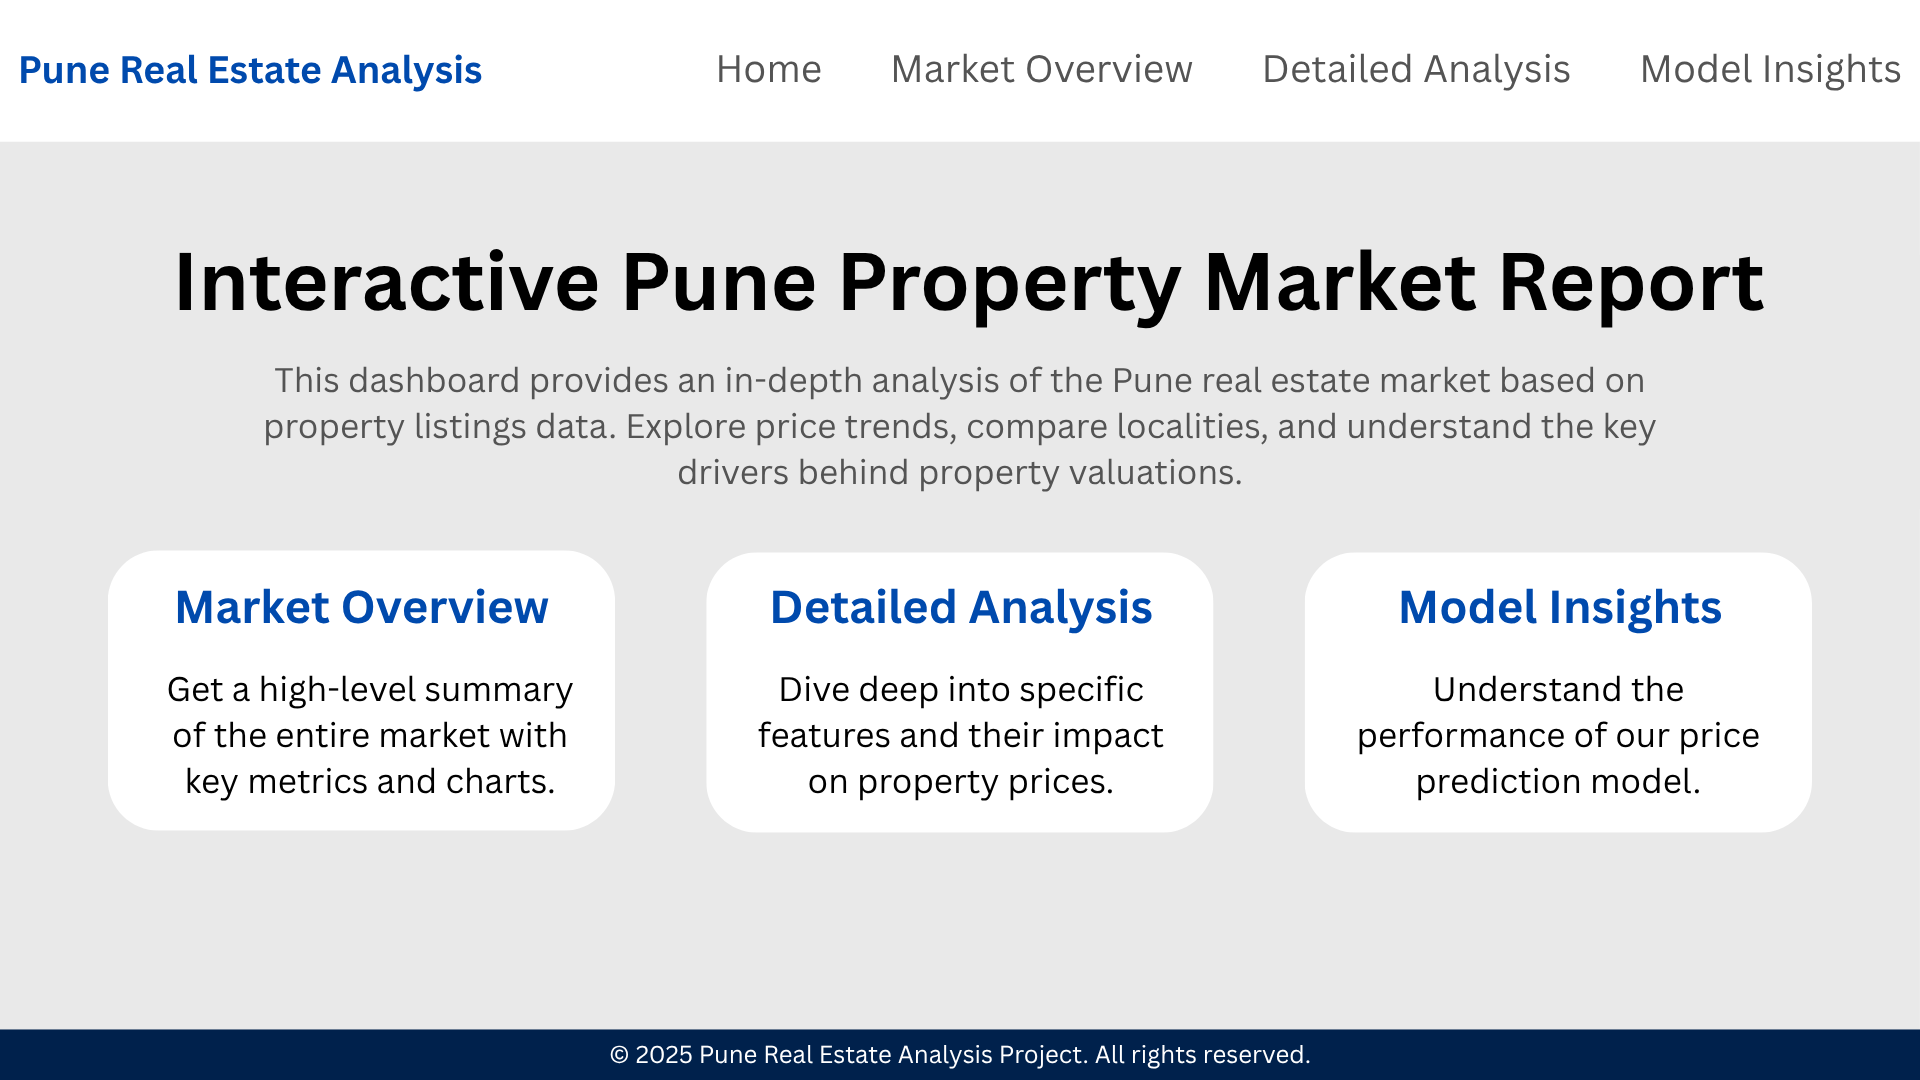 Pune Real Estate Analysis
Home
Market Overview
Detailed Analysis
Model Insights
Interactive Pune Property Market Report
This dashboard provides an in-depth analysis of the Pune real estate market based on
property listings data. Explore price trends, compare localities, and understand the key
drivers behind property valuations.
Market Overview
Get a high-level summary
of the entire market with
key metrics and charts.
Detailed Analysis
Dive deep into specific
features and their impact
on property prices.
Model Insights
Understand the
performance of our price
prediction model.
© 2025 Pune Real Estate Analysis Project. All rights reserved.